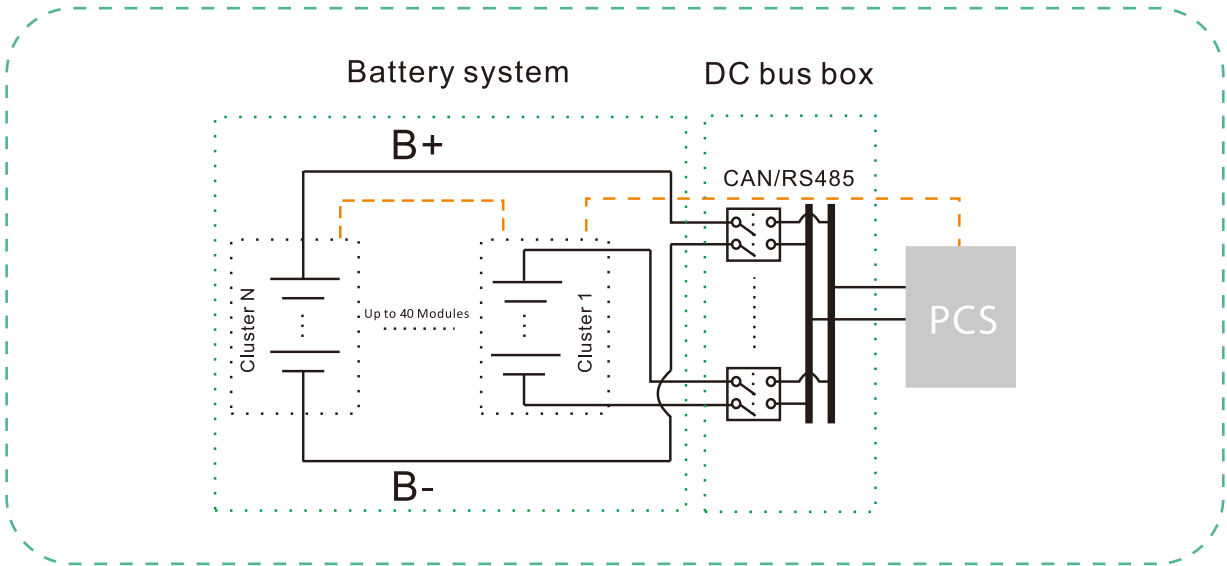 Battery system
DC bus box
B+
CAN/RS485
Cluster N
Up to 40 Modules
Cluster 1
PCS
B-